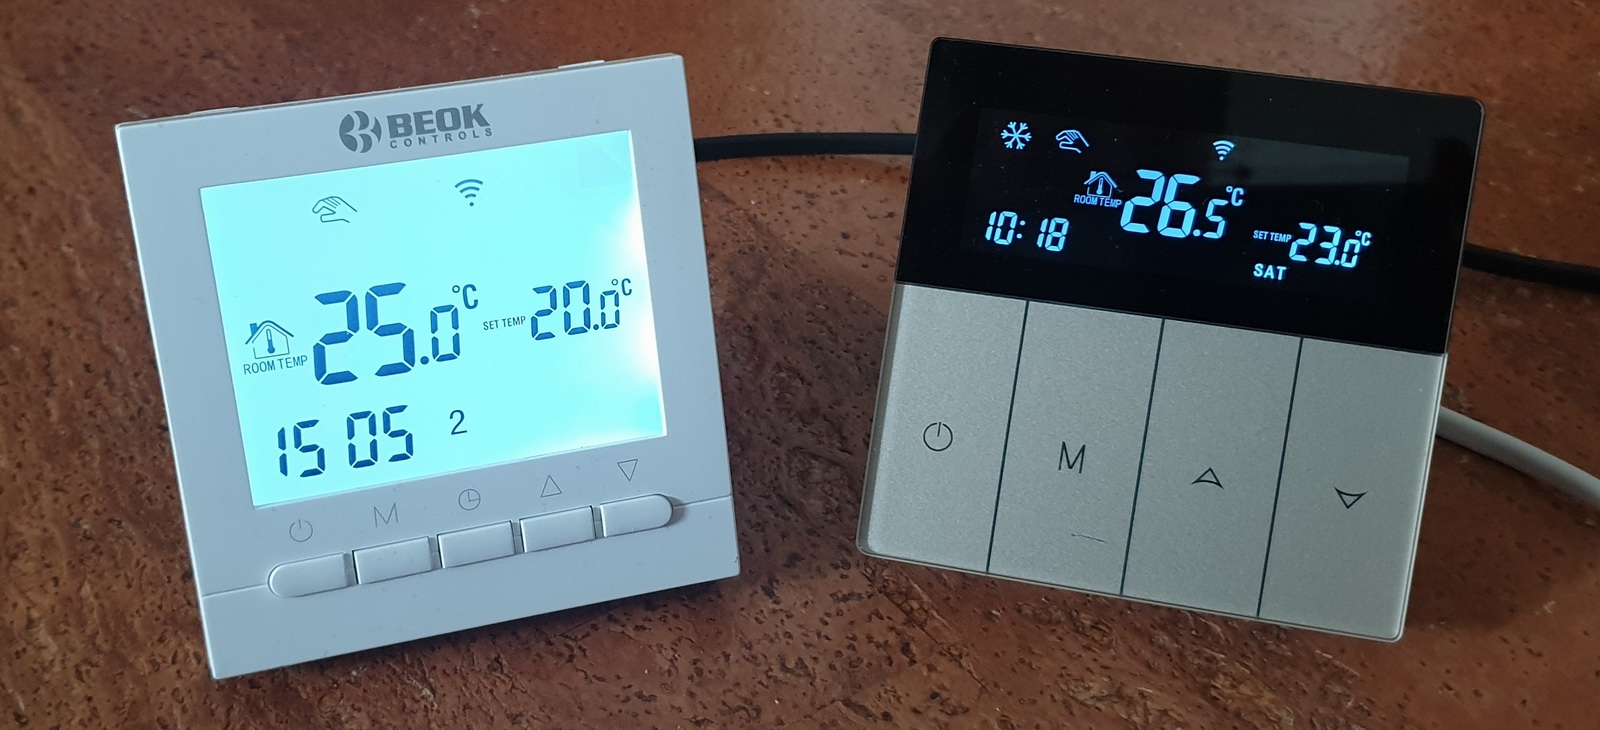 BEOK
CONTROLS
25.0°C
SET TEMP 20.0°C
ROOM TEMP
15 05 2
M
26.5°C
ROOM TEMP
10:18
SET TEMP 23.0°C
SAT
M